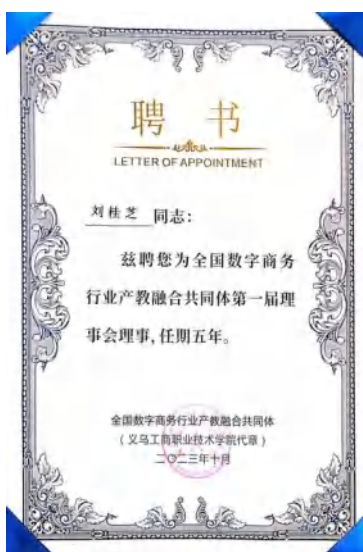 聘 书
LETTER OF APPOINTMENT
刘桂芝 同志：
兹聘您为全国数字商务
行业产教融合共同体第一届理
事会理事，任期五年。
全国数字商务行业产教融合共同体
（义乌工商职业技术学院代章）
二〇二三年十月